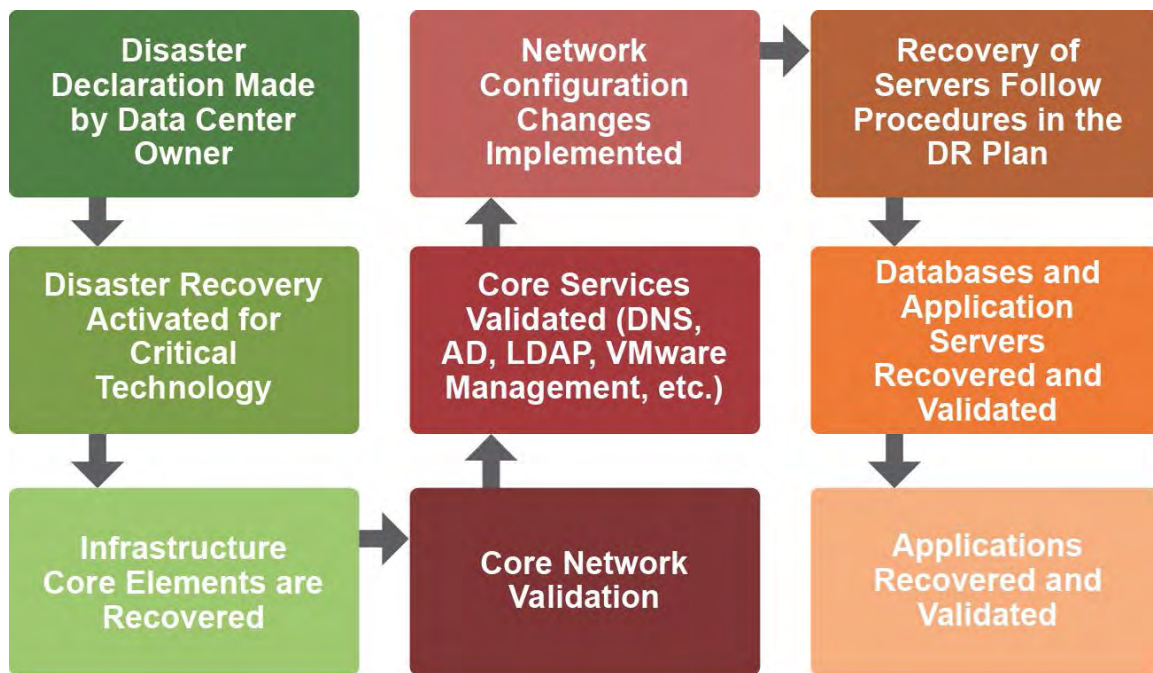 Disaster
Declaration Made
by Data Center
Owner
Disaster Recovery
Activated for
Critical
Technology
Infrastructure
Core Elements are
Recovered
Core Network
Validation
Core Services
Validated (DNS,
AD, LDAP, VMware
Management, etc.)
Network
Configuration
Changes
Implemented
Recovery of
Servers Follow
Procedures in the
DR Plan
Databases and
Application
Servers
Recovered and
Validated
Applications
Recovered and
Validated